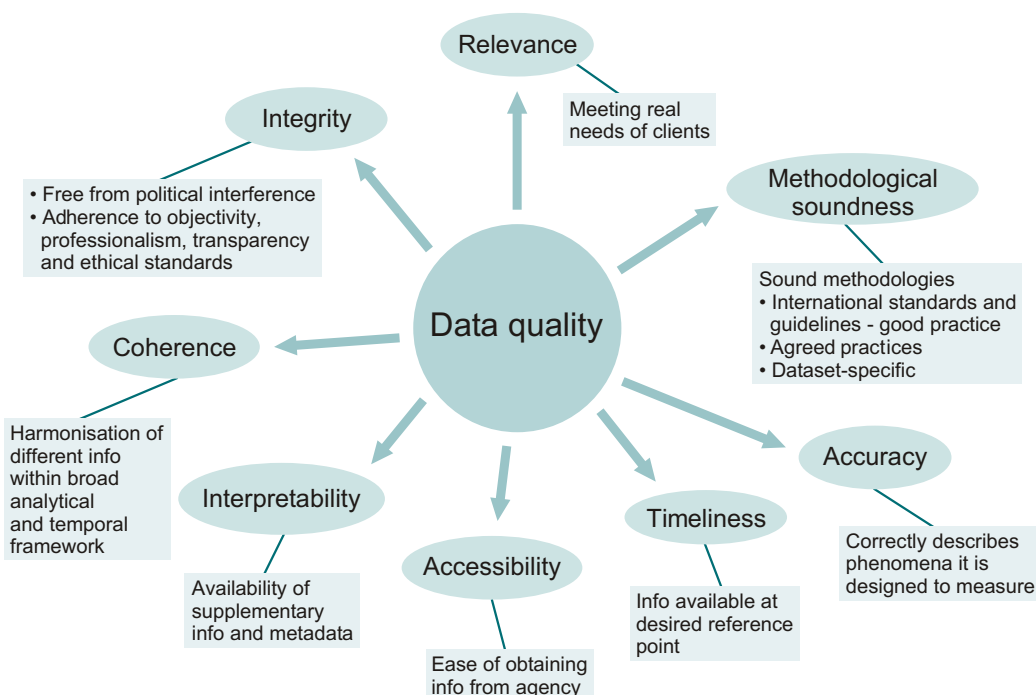 Relevance
Meeting real
needs of clients
Integrity
• Free from political interference
• Adherence to objectivity,
professionalism, transparency
and ethical standards
Methodological
soundness
Sound methodologies
• International standards and
guidelines - good practice
• Agreed practices
• Dataset-specific
Data quality
Coherence
Harmonisation of
different info
within broad
analytical
and temporal
framework
Accuracy
Correctly describes
phenomena it is
designed to measure
Interpretability
Availability of
supplementary
info and metadata
Timeliness
Info available at
desired reference
point
Accessibility
Ease of obtaining
info from agency